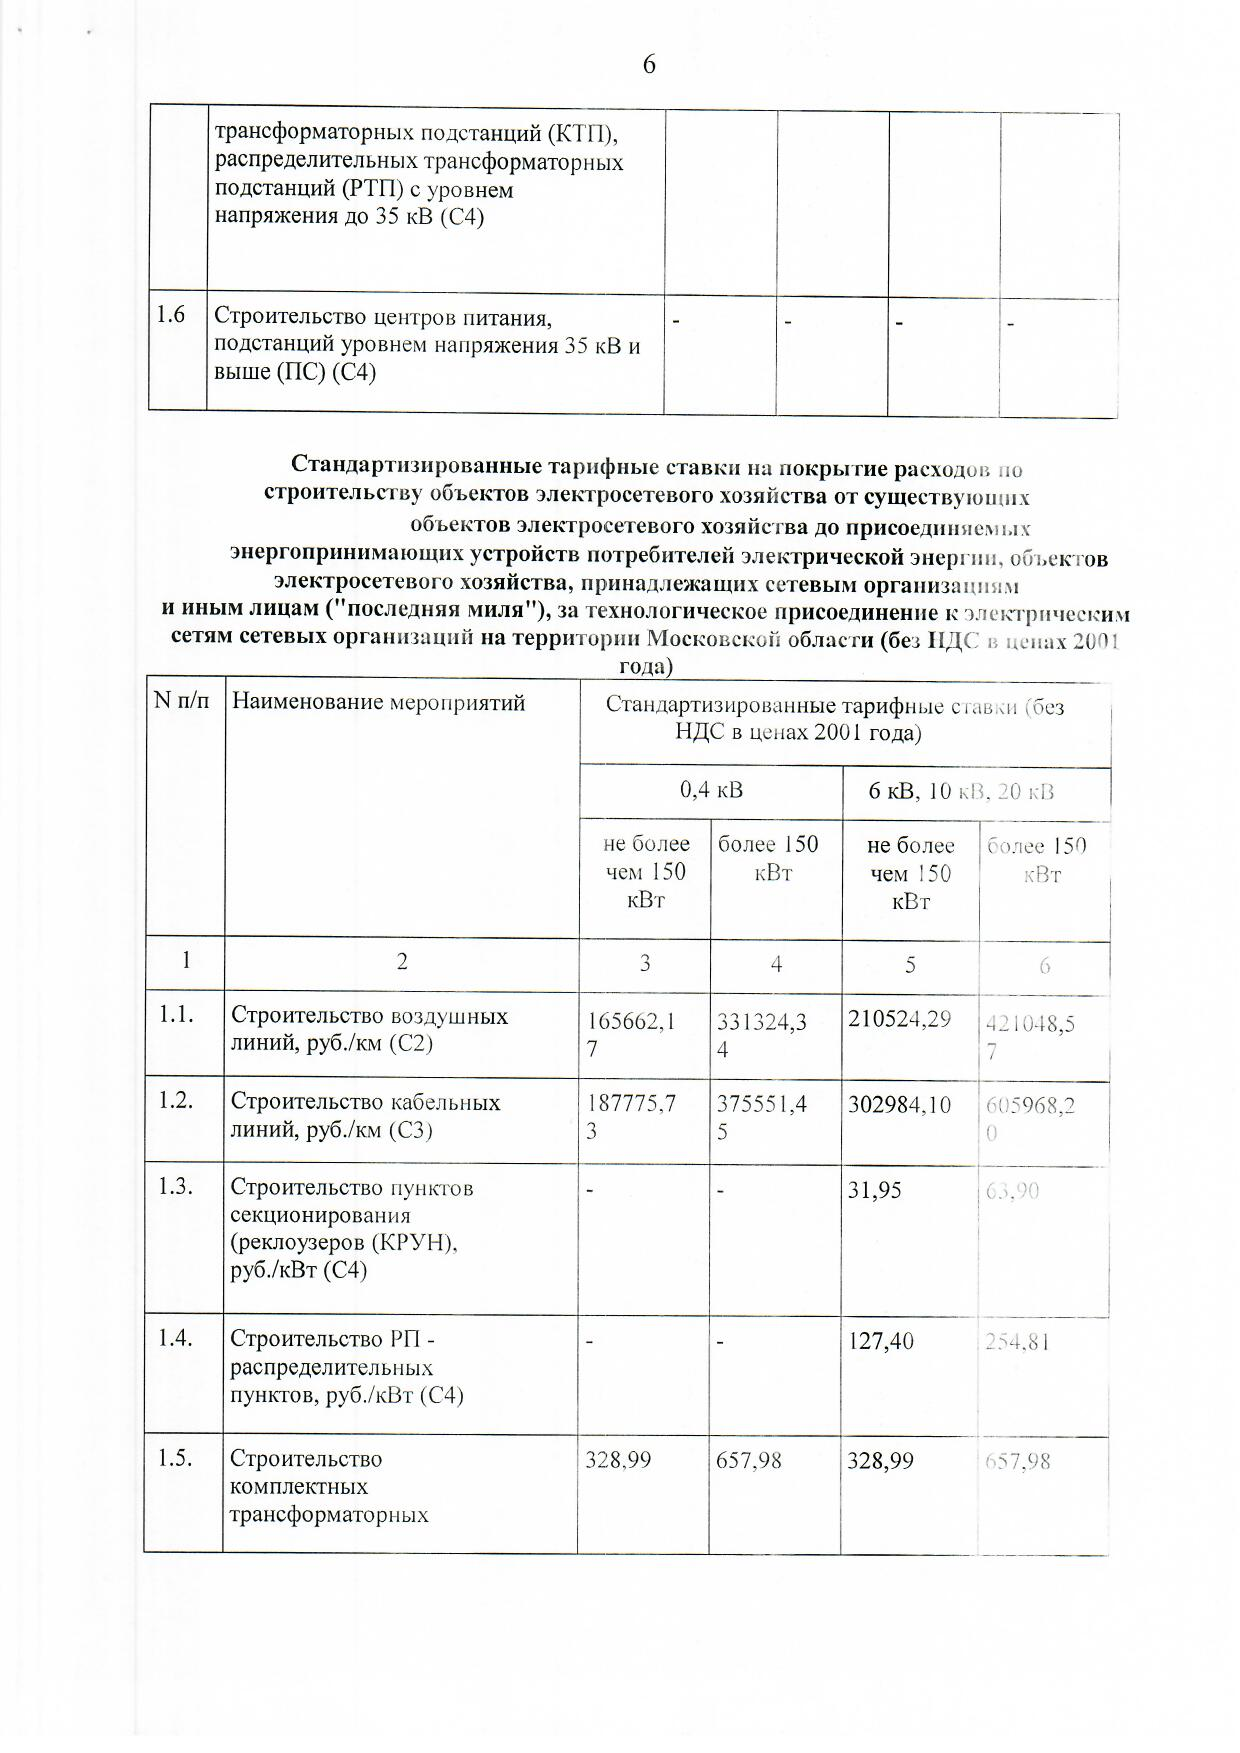 6
трансформаторных подстанций (КТП),
распределительных трансформаторных
подстанций (РТП) с уровнем
напряжения до 35 кВ (С4)
1.6 Строительство центров питания, - - - -
подстанций уровнем напряжения 35 кВ и
выше (ПС) (С4)
Стандартизированные тарифные ставки на покрытие расходов по
строительству объектов электросетевого хозяйства от существующих
объектов электросетевого хозяйства до присоединяемых
энергопринимающих устройств потребителей электрической энергии, объектов
электросетевого хозяйства, принадлежащих сетевым организациям
и иным лицам ("последняя миля"), за технологическое присоединение к электрическим
сетям сетевых организаций на территории Московской области (без НДС в ценах 2001
года)
N п/п Наименование мероприятий Стандартизированные тарифные ставки (без
НДС в ценах 2001 года)
0,4 кВ 6 кВ, 10 кВ, 20 кВ
не более более 150 не более более 150
чем 150 кВт чем 150 кВт
кВт кВт
1 2 3 4 5 6
1.1. Строительство воздушных 165662,1 331324,3 210524,29 421048,5
линий, руб./км (С2) 7 4 7
1.2. Строительство кабельных 187775,7 375551,4 302984,10 605968,2
линий, руб./км (С3) 3 5 0
1.3. Строительство пунктов - - 31,95 63,90
секционирования
(реклоузеров (КРУН),
руб./кВт (С4)
1.4. Строительство РП - - - 127,40 254,81
распределительных
пунктов, руб./кВт (С4)
1.5. Строительство 328,99 657,98 328,99 657,98
комплектных
трансформаторных